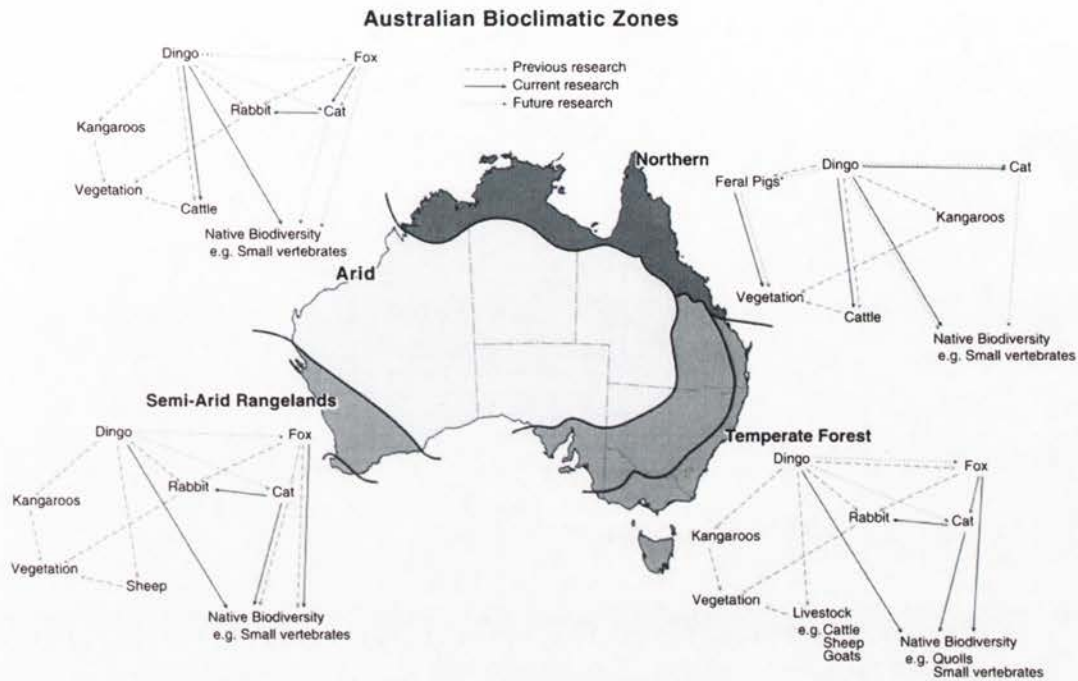 Australian Bioclimatic Zones
Previous research
Current research
Future research
Dingo
Fox
Rabbit
Cat
Kangaroos
Vegetation
Cattle
Native Biodiversity
e.g. Small vertebrates
Arid
Northern
Dingo
Cat
Feral Pigs
Kangaroos
Vegetation
Cattle
Native Biodiversity
e.g. Small vertebrates
Semi-Arid Rangelands
Dingo
Fox
Rabbit
Cat
Kangaroos
Vegetation
Sheep
Native Biodiversity
e.g. Small vertebrates
Temperate Forest
Dingo
Fox
Rabbit
Cat
Kangaroos
Vegetation
Livestock
e.g. Cattle
Sheep
Goats
Native Biodiversity
e.g. Quolls
Small vertebrates